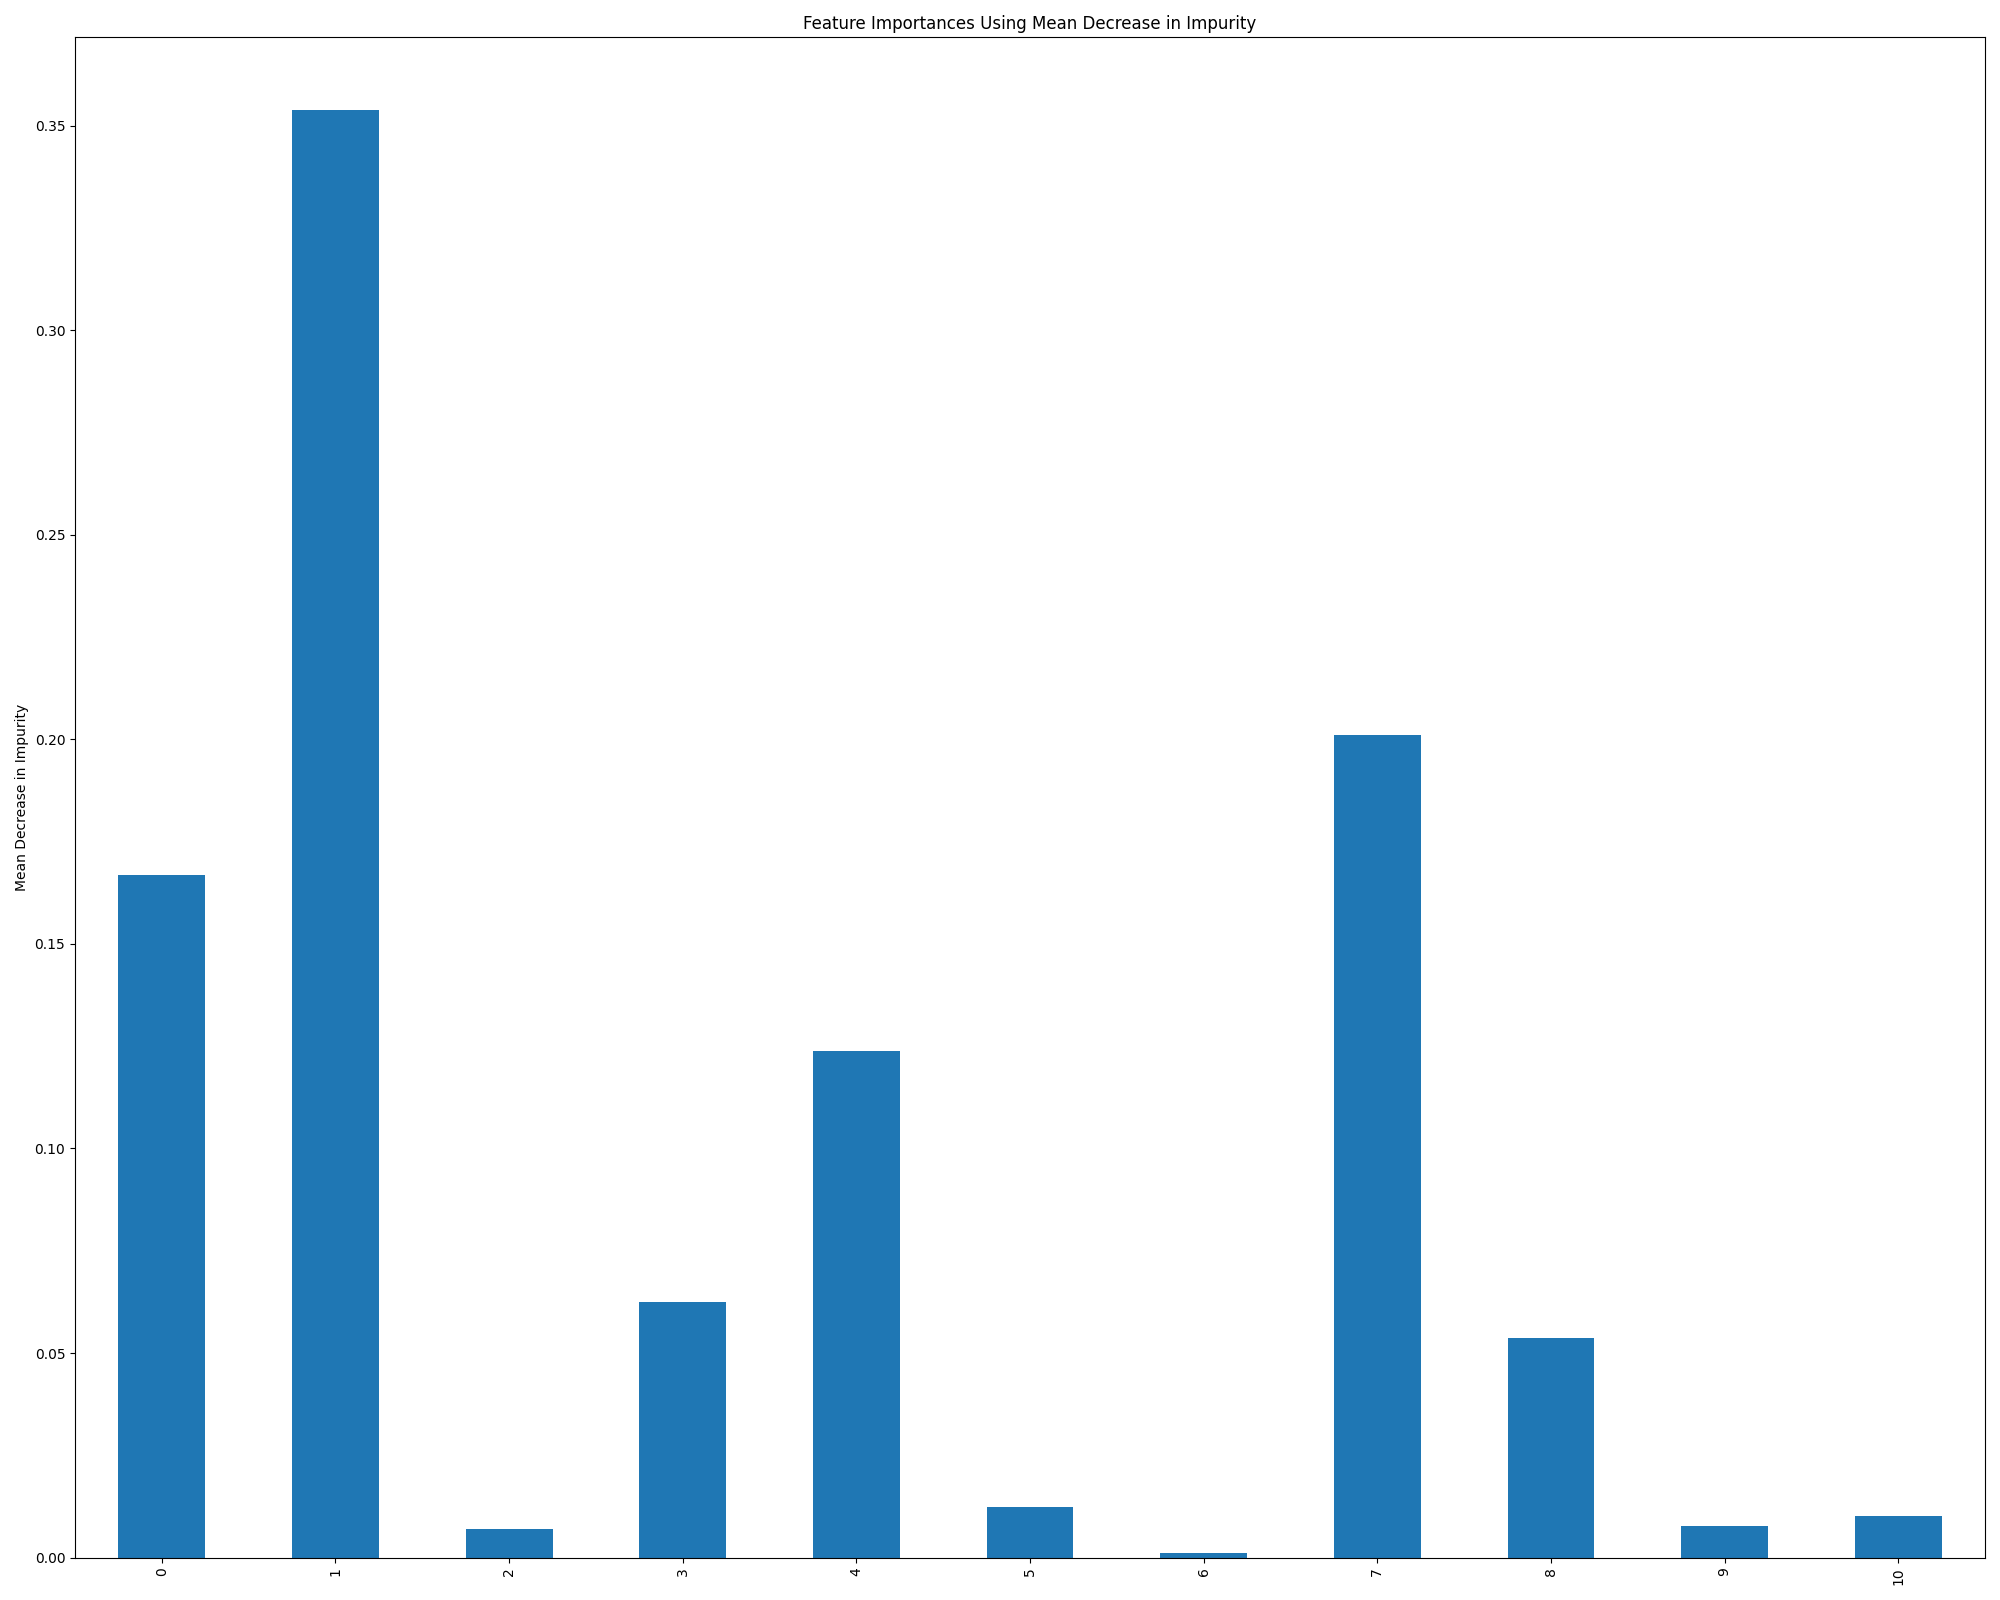 Feature Importances Using Mean Decrease in Impurity
Mean Decrease in Impurity
0.35
0.30
0.25
0.20
0.15
0.10
0.05
0.00
0 1 2 3 4 5 6 7 8 9 10